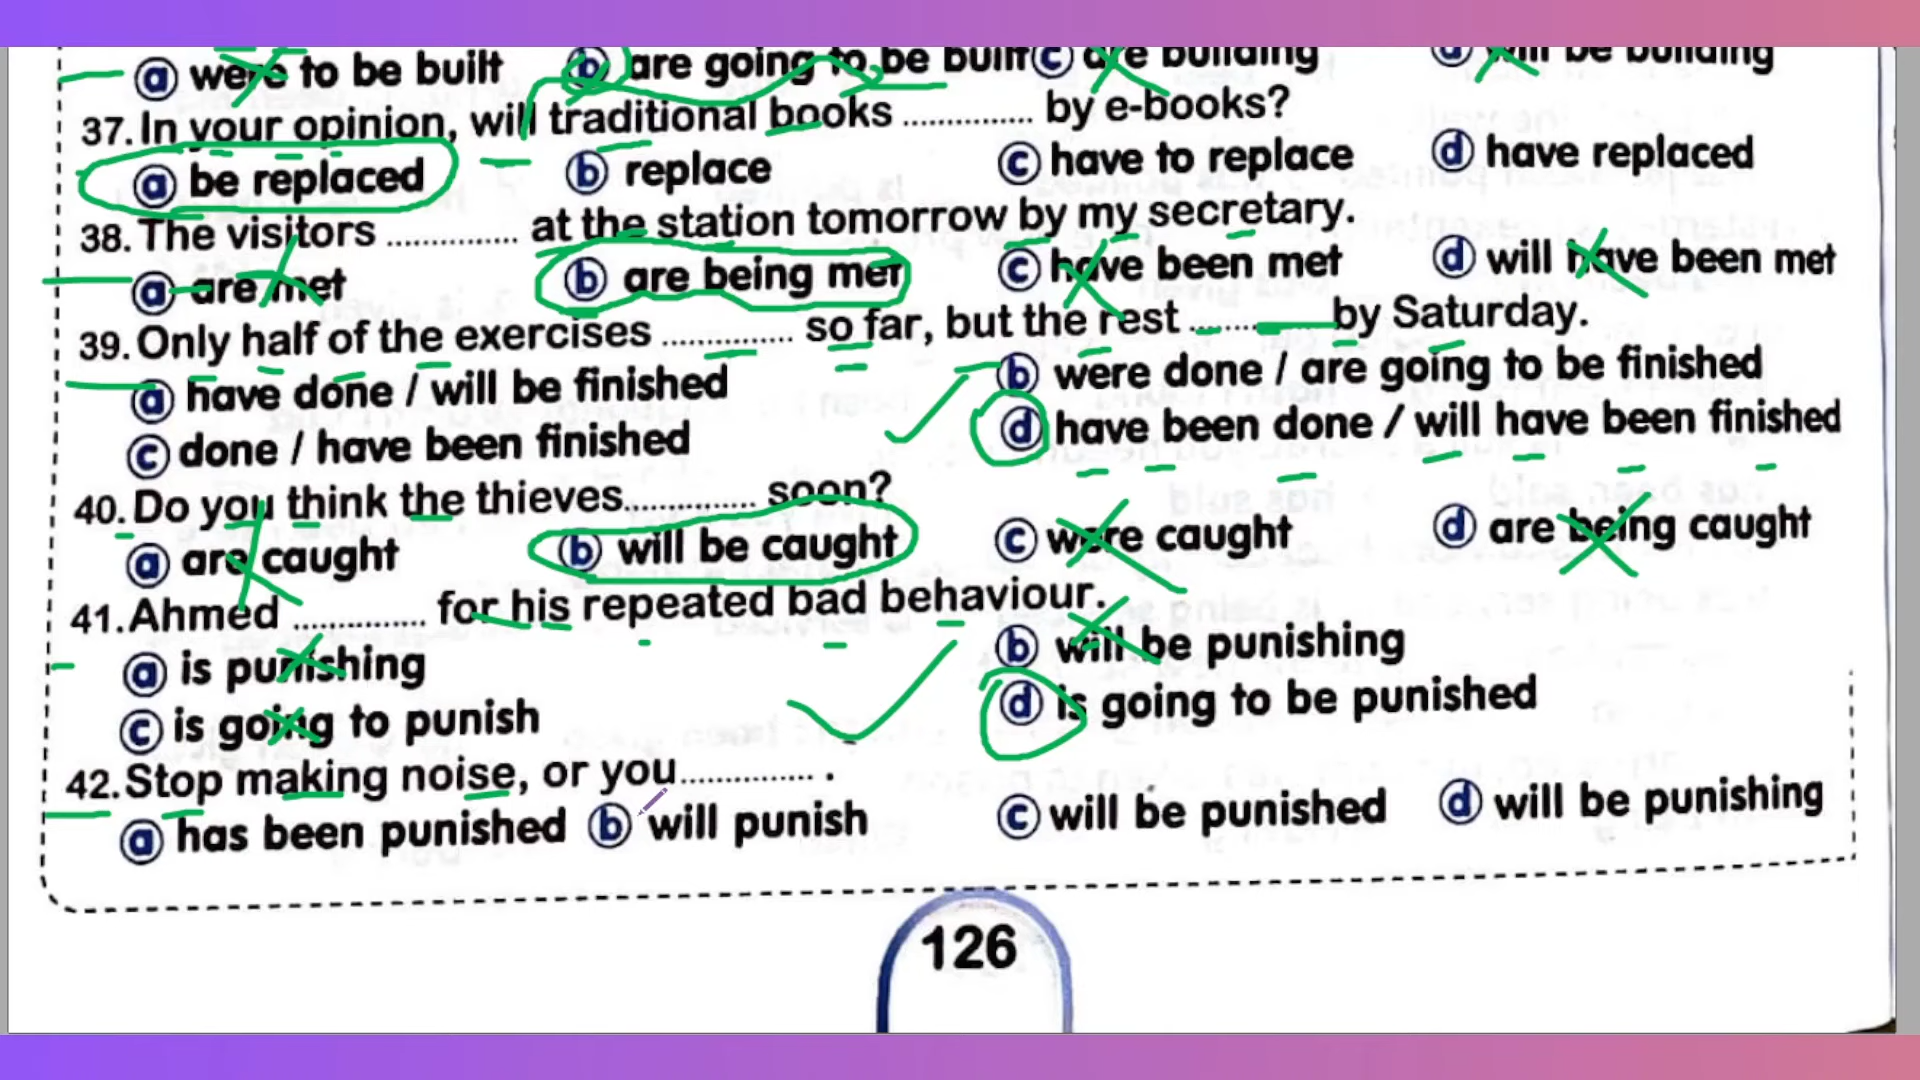 a were to be built b are going to be built c are building d will be building
37. In your opinion, will traditional books .............. by e-books?
a be replaced b replace c have to replace d have replaced
38. The visitors .............. at the station tomorrow by my secretary.
a are met b are being met c have been met d will have been met
39. Only half of the exercises .............. so far, but the rest .............. by Saturday.
a have done / will be finished b were done / are going to be finished
c done / have been finished d have been done / will have been finished
40. Do you think the thieves.............. soon?
a are caught b will be caught c were caught d are being caught
41. Ahmed .............. for his repeated bad behaviour.
a is punishing b will be punishing
c is going to punish d is going to be punished
42. Stop making noise, or you.............. .
a has been punished b will punish c will be punished d will be punishing
126